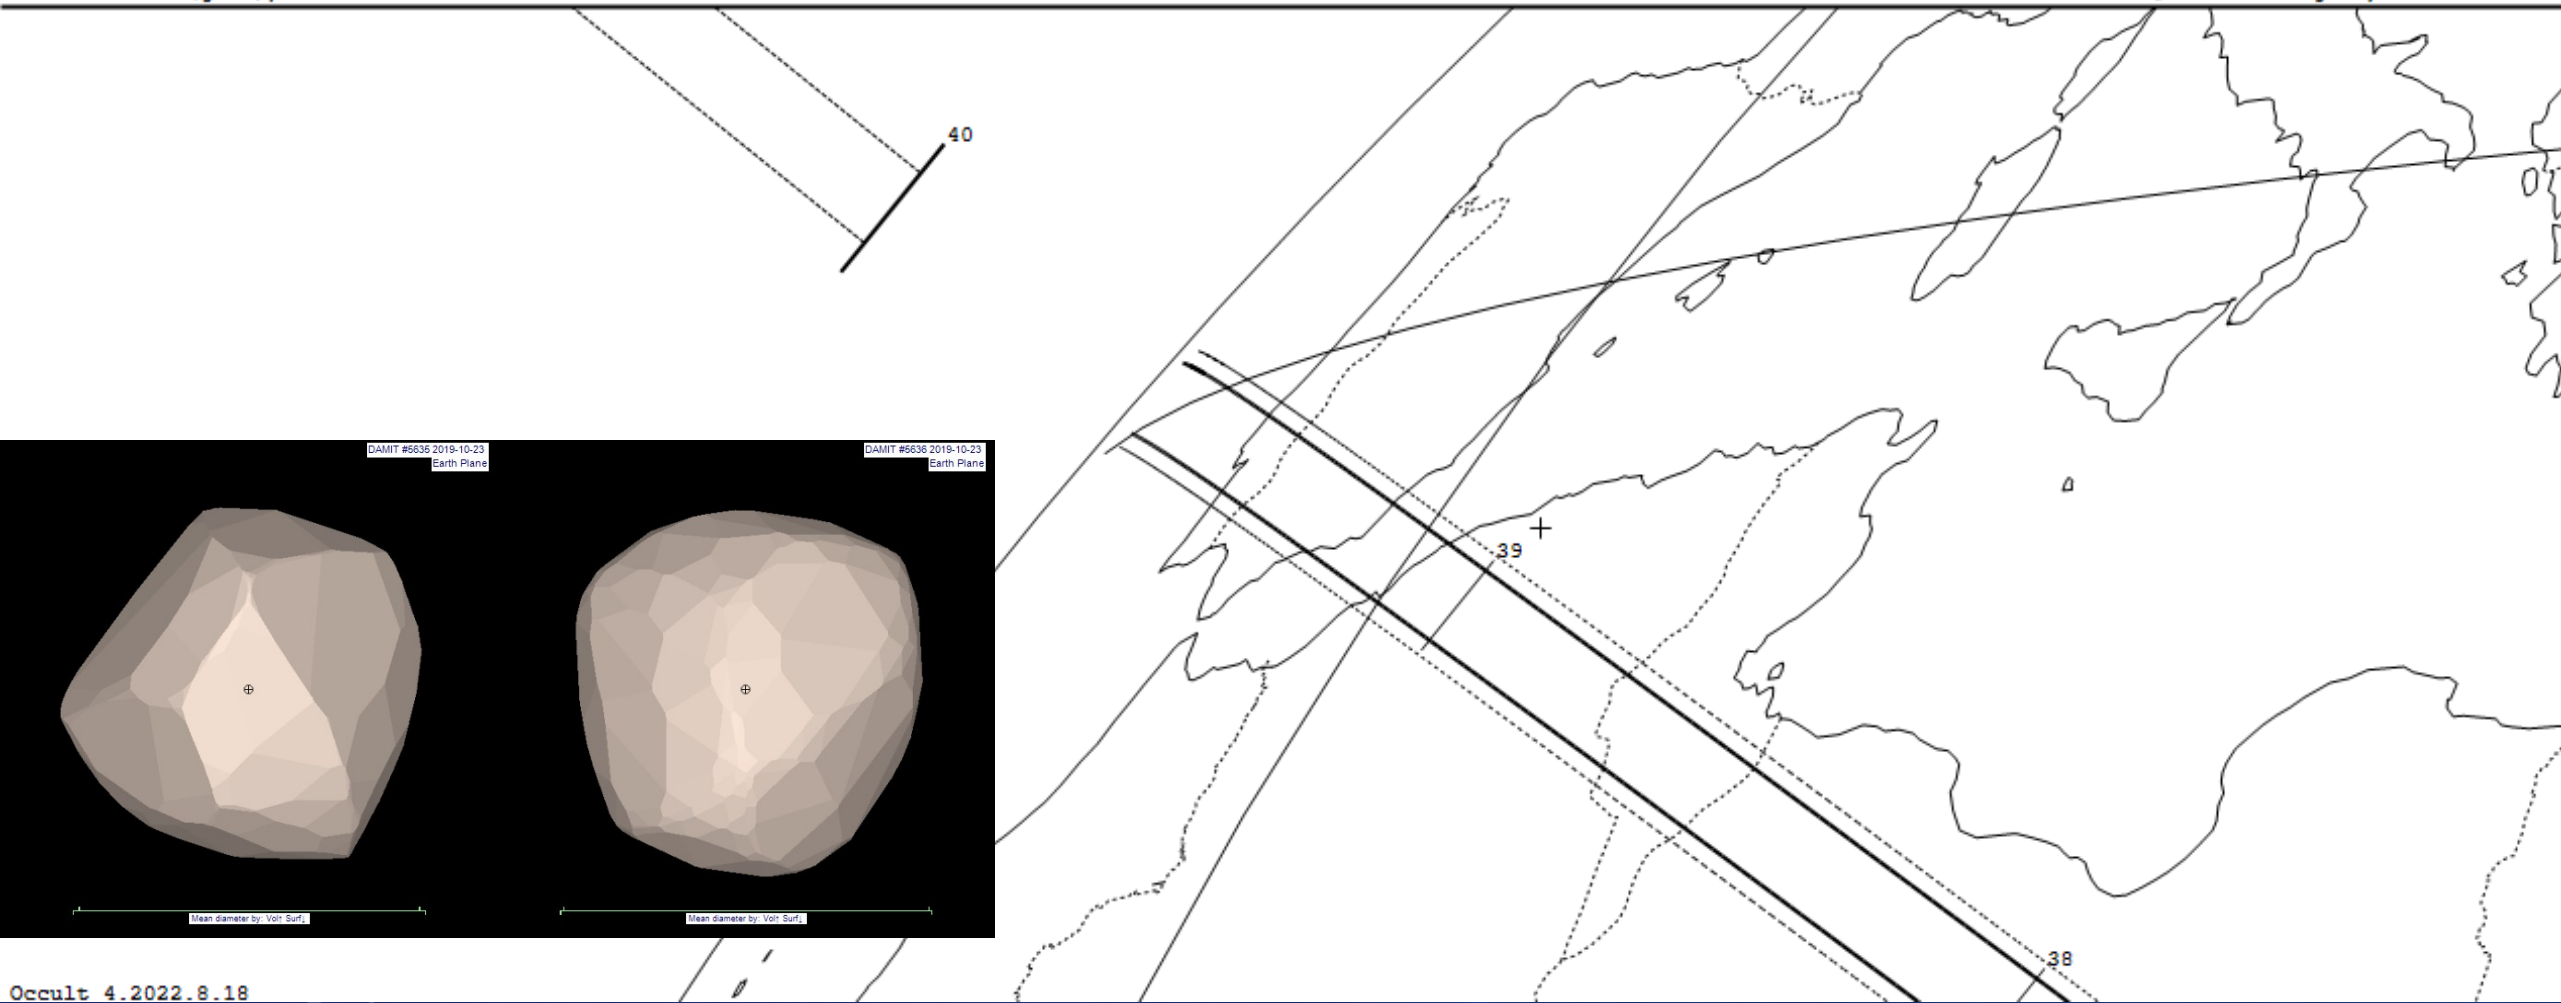 40
DAMIT #5635 2019-10-23
Earth Plane
DAMIT #5636 2019-10-23
Earth Plane
39
Mean diameter by: Vol↑ Surf↓
Mean diameter by: Vol↑ Surf↓
38
Occult 4.2022.8.18